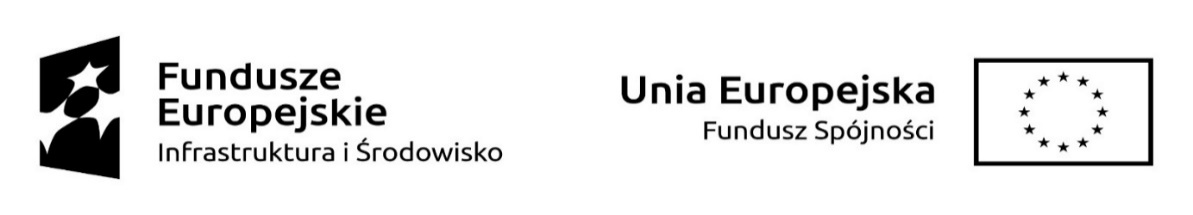 Fundusze
Europejskie
Infrastruktura i Środowisko
Unia Europejska
Fundusz Spójności